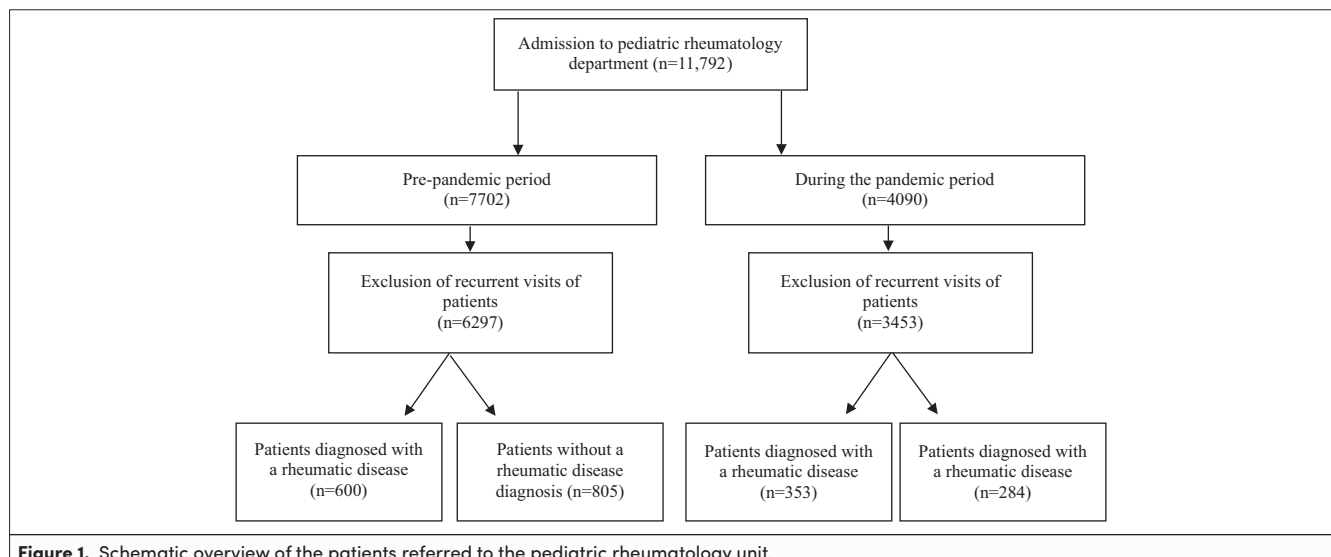 Admission to pediatric rheumatology
department (n=11,792)
Pre-pandemic period
(n=7702)
During the pandemic period
(n=4090)
Exclusion of recurrent visits of
patients
(n=6297)
Exclusion of recurrent visits of
patients
(n=3453)
Patients diagnosed with
a rheumatic disease
(n=600)
Patients without a
rheumatic disease
diagnosis (n=805)
Patients diagnosed with
a rheumatic disease
(n=353)
Patients diagnosed with
a rheumatic disease
(n=284)
Figure 1. Schematic overview of the patients referred to the pediatric rheumatology unit